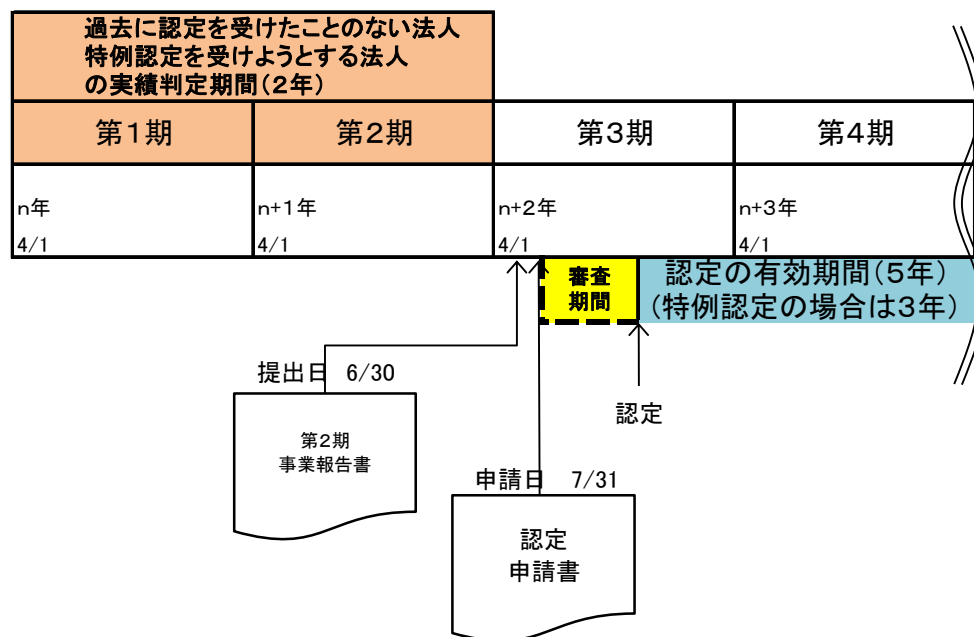 過去に認定を受けたことのない法人
特例認定を受けようとする法人
の実績判定期間(2年)
第1期
第2期
第3期
第4期
n年
4/1
n+1年
4/1
n+2年
4/1
n+3年
4/1
審査
期間
認定の有効期間(5年)
(特例認定の場合は3年)
提出日 6/30
認定
第2期
事業報告書
申請日 7/31
認定
申請書